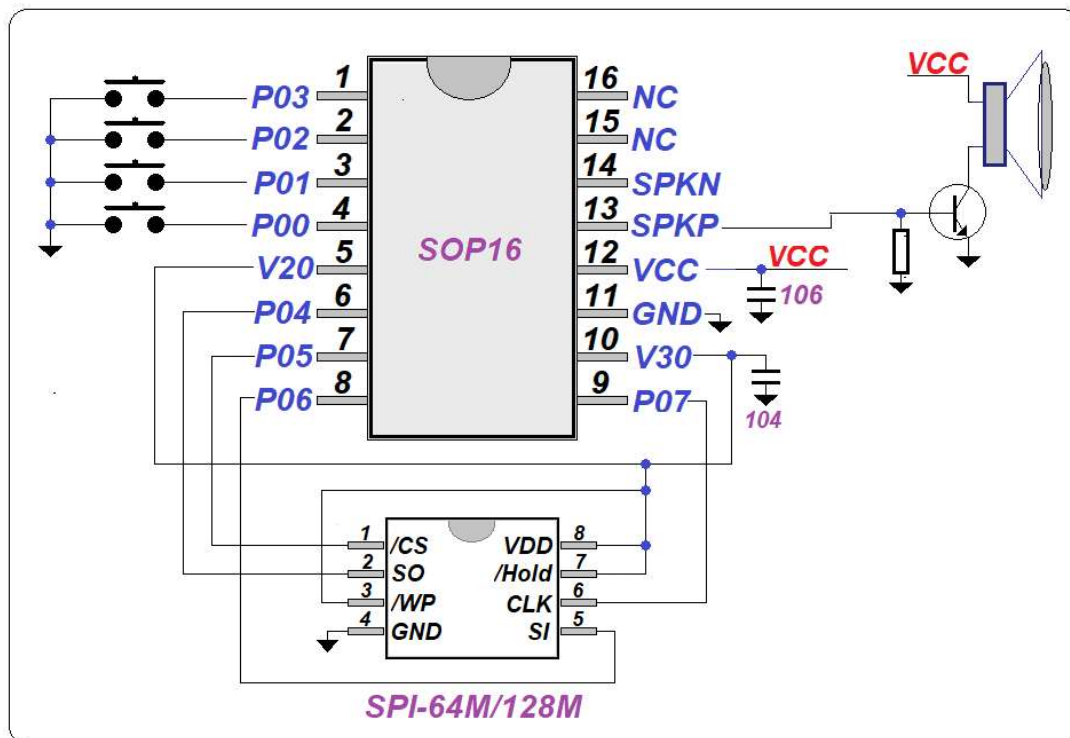 1
P03
2
P02
3
P01
4
P00
5
V20
6
P04
7
P05
8
P06
SOP16
16
NC
15
NC
14
SPKN
13
SPKP
12
VCC
11
GND
10
V30
9
P07
VCC
VCC
106
104
1 /CS
2 SO
3 /WP
4 GND
VDD 8
/Hold 7
CLK 6
SI 5
SPI-64M/128M